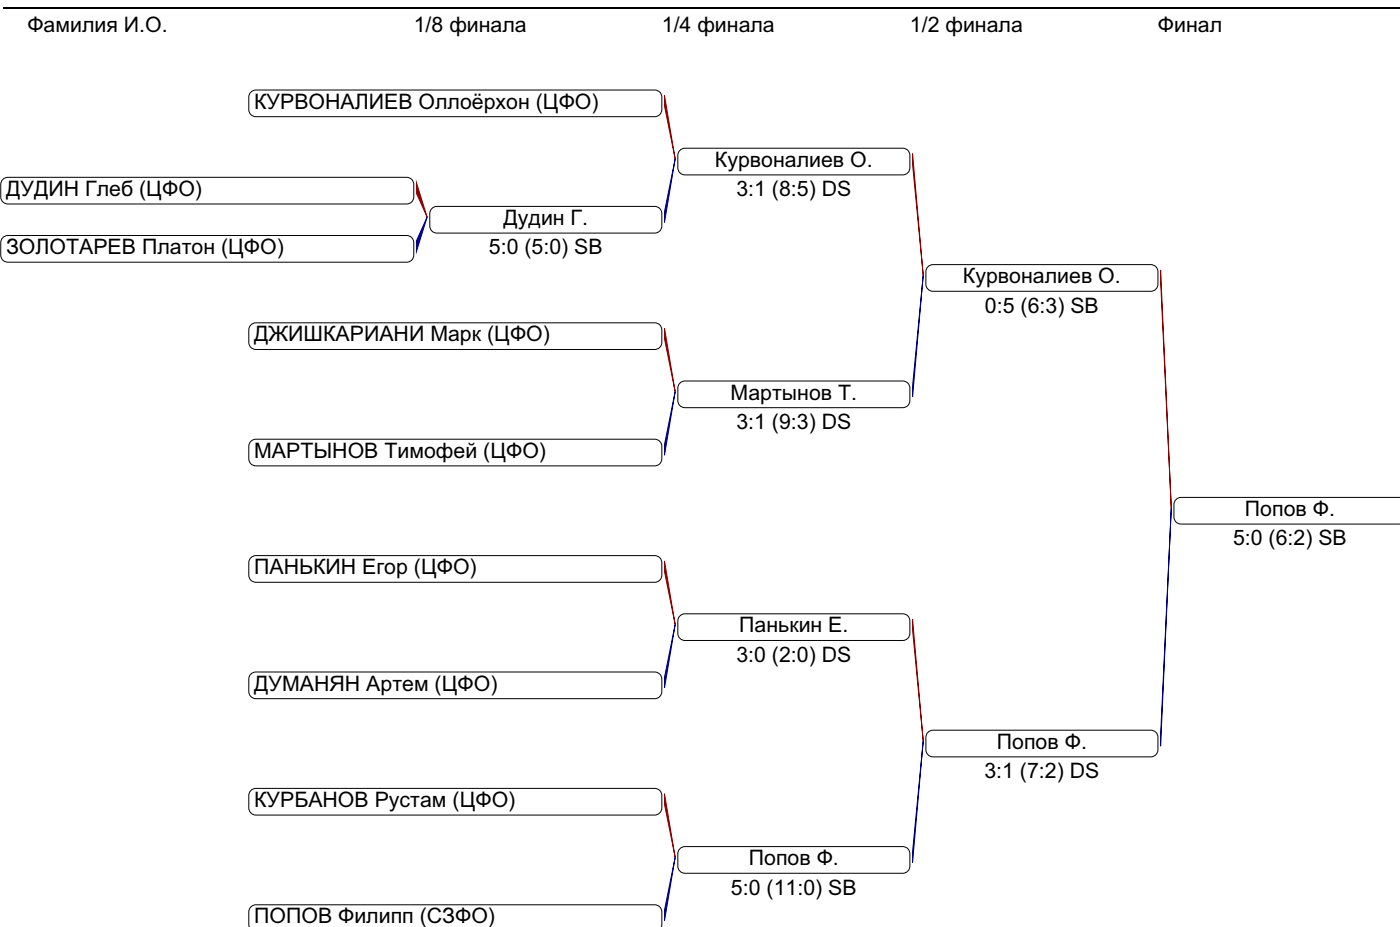 Фамилия И.О. 1/8 финала 1/4 финала 1/2 финала Финал
КУРВОНАЛИЕВ Оллоёрхон (ЦФО)
Курвоналиев О.
3:1 (8:5) DS
ДУДИН Глеб (ЦФО)
Дудин Г.
5:0 (5:0) SB
ЗОЛОТАРЕВ Платон (ЦФО)
Курвоналиев О.
0:5 (6:3) SB
ДЖИШКАРИАНИ Марк (ЦФО)
Мартынов Т.
3:1 (9:3) DS
МАРТЫНОВ Тимофей (ЦФО)
Попов Ф.
5:0 (6:2) SB
ПАНЬКИН Егор (ЦФО)
Панькин Е.
3:0 (2:0) DS
ДУМАНЯН Артем (ЦФО)
Попов Ф.
3:1 (7:2) DS
КУРБАНОВ Рустам (ЦФО)
Попов Ф.
5:0 (11:0) SB
ПОПОВ Филипп (СЗФО)